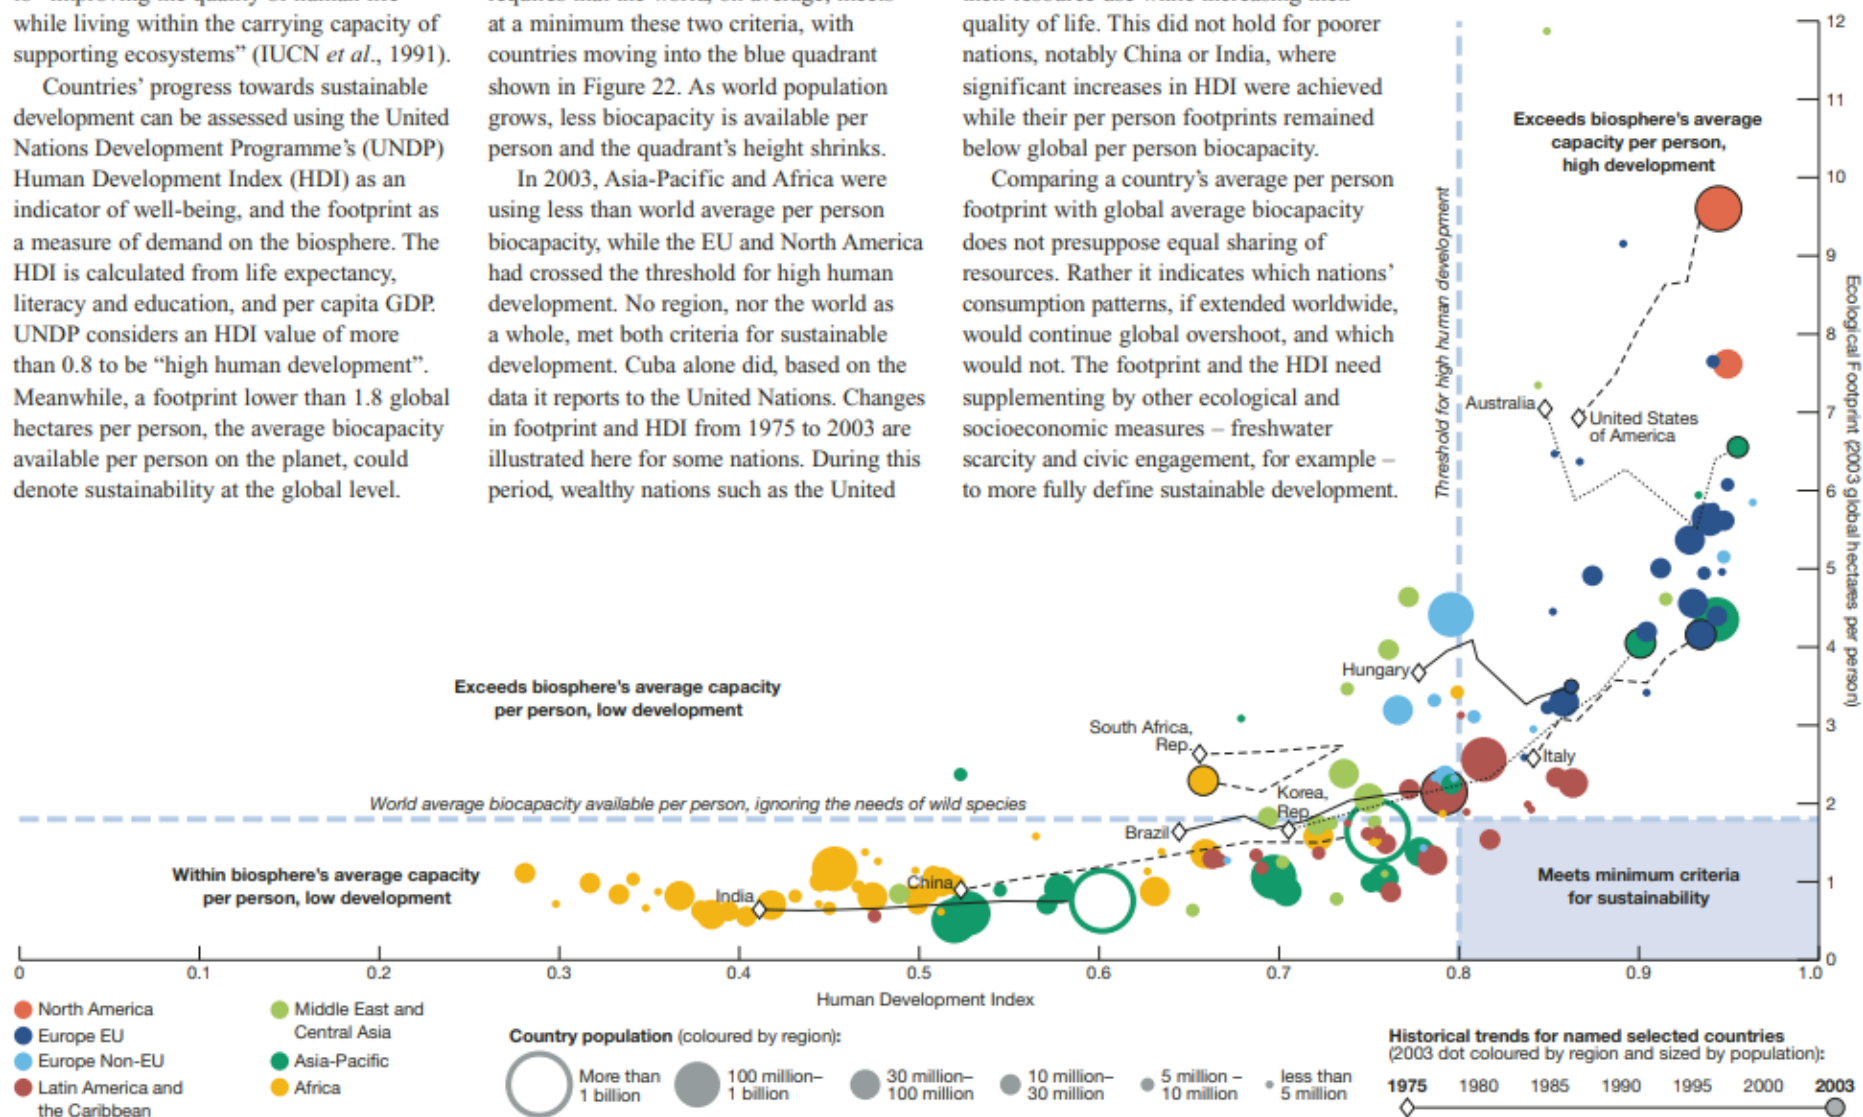 while living within the carrying capacity of
supporting ecosystems” (IUCN et al., 1991).
Countries’ progress towards sustainable
development can be assessed using the United
Nations Development Programme’s (UNDP)
Human Development Index (HDI) as an
indicator of well-being, and the footprint as
a measure of demand on the biosphere. The
HDI is calculated from life expectancy,
literacy and education, and per capita GDP.
UNDP considers an HDI value of more
than 0.8 to be “high human development”.
Meanwhile, a footprint lower than 1.8 global
hectares per person, the average biocapacity
available per person on the planet, could
denote sustainability at the global level.
at a minimum these two criteria, with
countries moving into the blue quadrant
shown in Figure 22. As world population
grows, less biocapacity is available per
person and the quadrant’s height shrinks.
In 2003, Asia-Pacific and Africa were
using less than world average per person
biocapacity, while the EU and North America
had crossed the threshold for high human
development. No region, nor the world as
a whole, met both criteria for sustainable
development. Cuba alone did, based on the
data it reports to the United Nations. Changes
in footprint and HDI from 1975 to 2003 are
illustrated here for some nations. During this
period, wealthy nations such as the United
quality of life. This did not hold for poorer
nations, notably China or India, where
significant increases in HDI were achieved
while their per person footprints remained
below global per person biocapacity.
Comparing a country’s average per person
footprint with global average biocapacity
does not presuppose equal sharing of
resources. Rather it indicates which nations’
consumption patterns, if extended worldwide,
would continue global overshoot, and which
would not. The footprint and the HDI need
supplementing by other ecological and
socioeconomic measures – freshwater
scarcity and civic engagement, for example –
to more fully define sustainable development.
12
11
10
9
8
7
6
5
4
3
2
1
0
Ecological Footprint (2003 global hectares per person)
Exceeds biosphere’s average
capacity per person,
high development
Threshold for high human development
Australia
United States
of America
Hungary
Italy
Exceeds biosphere’s average capacity
per person, low development
South Africa,
Rep.
Korea,
Rep.
World average biocapacity available per person, ignoring the needs of wild species
Brazil
China
India
Within biosphere’s average capacity
per person, low development
Meets minimum criteria
for sustainability
0
0.1
0.2
0.3
0.4
0.5
0.6
0.7
0.8
0.9
1.0
Human Development Index
North America
Europe EU
Europe Non-EU
Latin America and
the Caribbean
Middle East and
Central Asia
Asia-Pacific
Africa
Country population (coloured by region):
More than
1 billion
100 million–
1 billion
30 million–
100 million
10 million–
30 million
5 million –
10 million
less than
5 million
Historical trends for named selected countries
(2003 dot coloured by region and sized by population):
1975 1980 1985 1990 1995 2000 2003